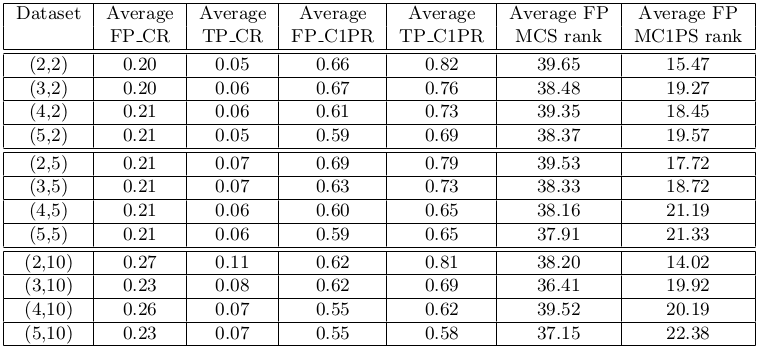 Dataset Average Average Average Average Average FP Average FP
FP_CR TP_CR FP_C1PR TP_C1PR MCS rank MC1PS rank
(2,2) 0.20 0.05 0.66 0.82 39.65 15.47
(3,2) 0.20 0.06 0.67 0.76 38.48 19.27
(4,2) 0.21 0.06 0.61 0.73 39.35 18.45
(5,2) 0.21 0.05 0.59 0.69 38.37 19.57
(2,5) 0.21 0.07 0.69 0.79 39.53 17.72
(3,5) 0.21 0.07 0.63 0.73 38.33 18.72
(4,5) 0.21 0.06 0.60 0.65 38.16 21.19
(5,5) 0.21 0.06 0.59 0.65 37.91 21.33
(2,10) 0.27 0.11 0.62 0.81 38.20 14.02
(3,10) 0.23 0.08 0.62 0.69 36.41 19.92
(4,10) 0.26 0.07 0.55 0.62 39.52 20.19
(5,10) 0.23 0.07 0.55 0.58 37.15 22.38